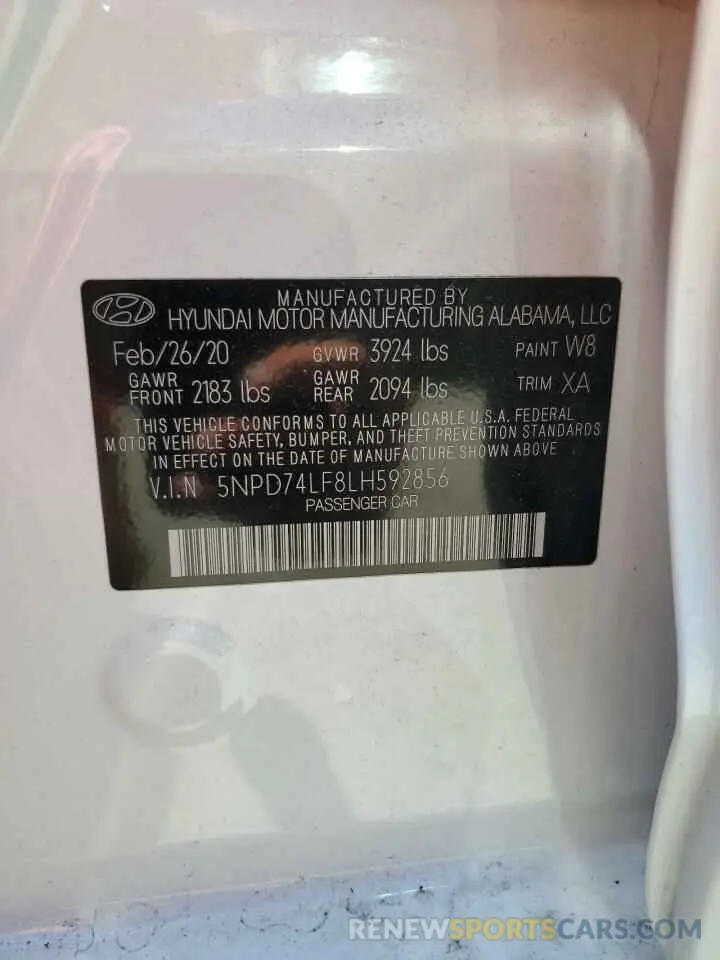 MANUFACTURED BY
HYUNDAI MOTOR MANUFACTURING ALABAMA, LLC
Feb/26/20 GVWR 3924 lbs PAINT W8
GAWR FRONT 2183 lbs GAWR REAR 2094 lbs TRIM XA
THIS VEHICLE CONFORMS TO ALL APPLICABLE U.S.A. FEDERAL
MOTOR VEHICLE SAFETY, BUMPER, AND THEFT PREVENTION STANDARDS
IN EFFECT ON THE DATE OF MANUFACTURE SHOWN ABOVE
V.I.N 5NPD74LF8LH592856
PASSENGER CAR
RENEWSPORTSCARS.COM